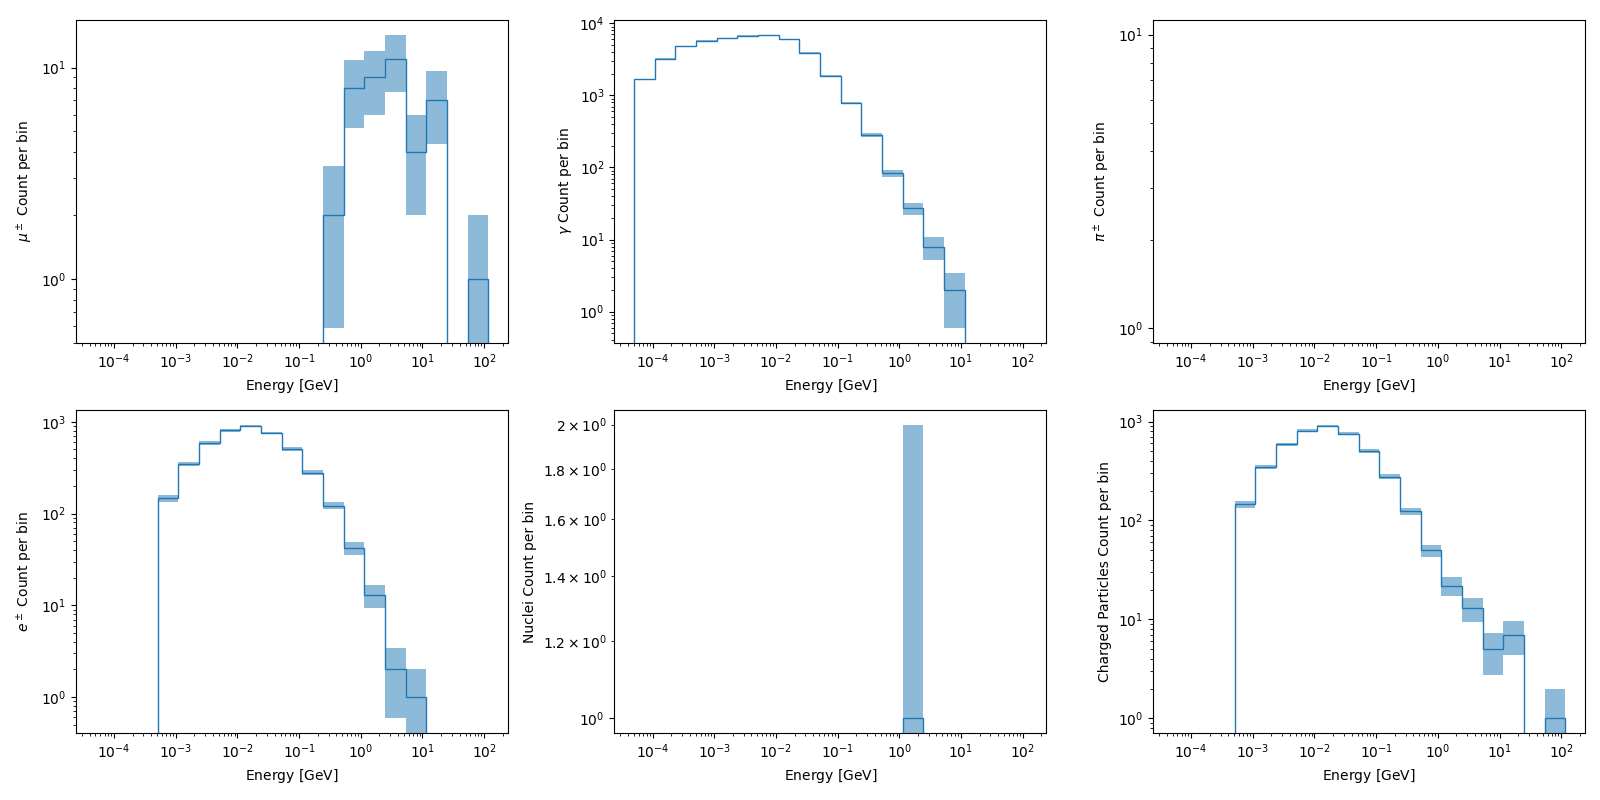 μ± Count per bin
10¹
10⁰
10⁻⁴ 10⁻³ 10⁻² 10⁻¹ 10⁰ 10¹ 10²
Energy [GeV]
γ Count per bin
10⁴
10³
10²
10¹
10⁰
10⁻⁴ 10⁻³ 10⁻² 10⁻¹ 10⁰ 10¹ 10²
Energy [GeV]
π± Count per bin
10¹
10⁰
10⁻⁴ 10⁻³ 10⁻² 10⁻¹ 10⁰ 10¹ 10²
Energy [GeV]
e± Count per bin
10³
10²
10¹
10⁰
10⁻⁴ 10⁻³ 10⁻² 10⁻¹ 10⁰ 10¹ 10²
Energy [GeV]
Nuclei Count per bin
2 × 10⁰
1.8 × 10⁰
1.6 × 10⁰
1.4 × 10⁰
1.2 × 10⁰
10⁰
10⁻⁴ 10⁻³ 10⁻² 10⁻¹ 10⁰ 10¹ 10²
Energy [GeV]
Charged Particles Count per bin
10³
10²
10¹
10⁰
10⁻⁴ 10⁻³ 10⁻² 10⁻¹ 10⁰ 10¹ 10²
Energy [GeV]